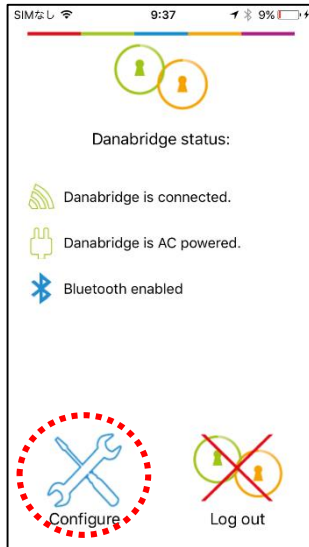 SIMなし 9:37 9%
Danabridge status:
Danabridge is connected.
Danabridge is AC powered.
Bluetooth enabled
Configure Log out